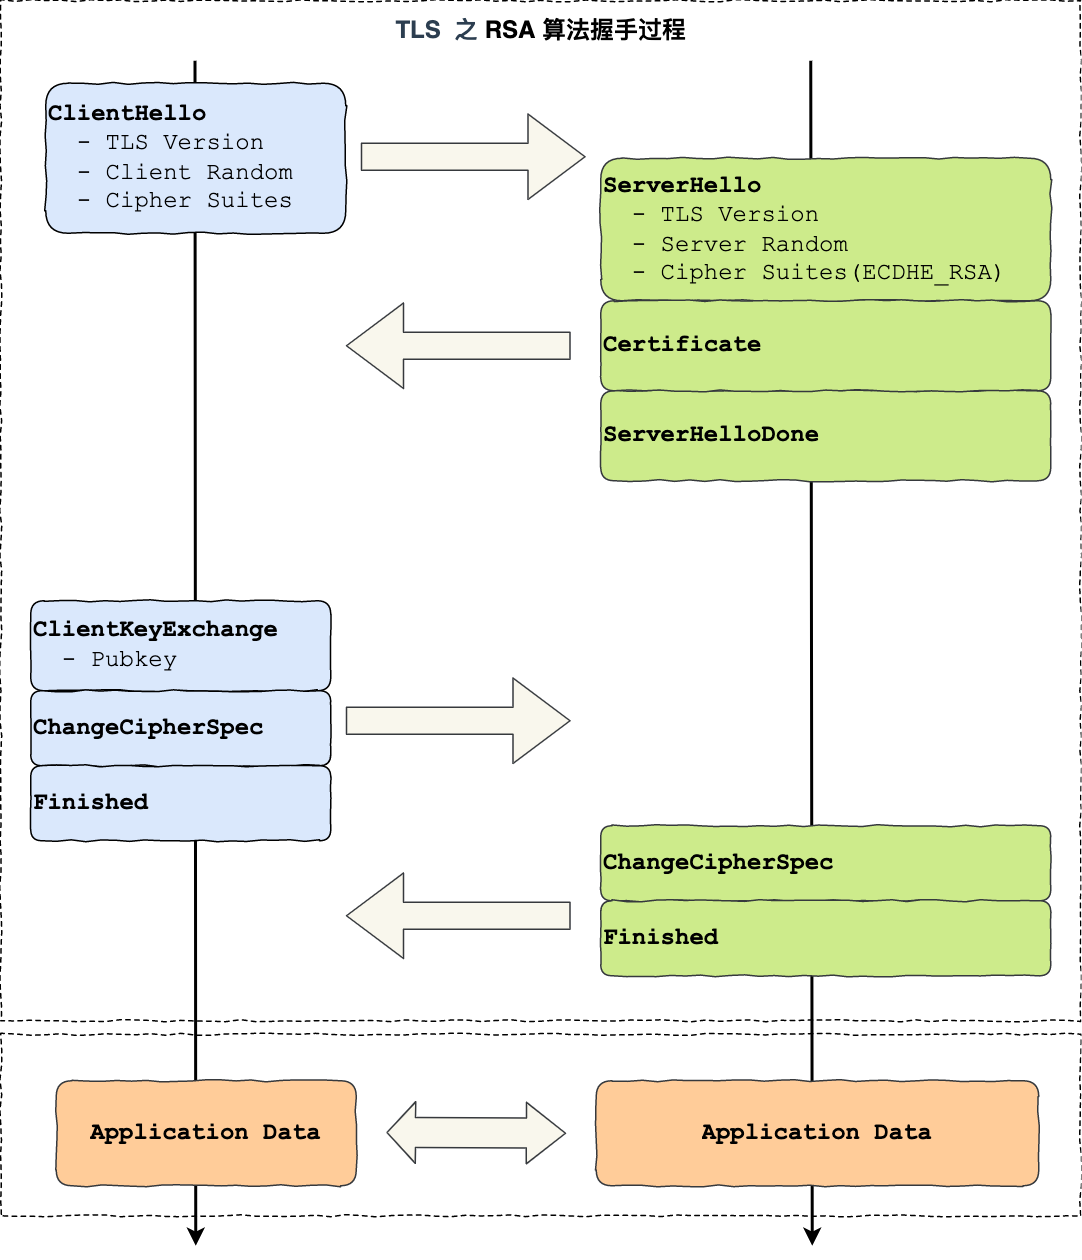 TLS 之 RSA 算法握手过程
ClientHello
- TLS Version
- Client Random
- Cipher Suites
ServerHello
- TLS Version
- Server Random
- Cipher Suites(ECDHE_RSA)
Certificate
ServerHelloDone
ClientKeyExchange
- Pubkey
ChangeCipherSpec
Finished
ChangeCipherSpec
Finished
Application Data
Application Data